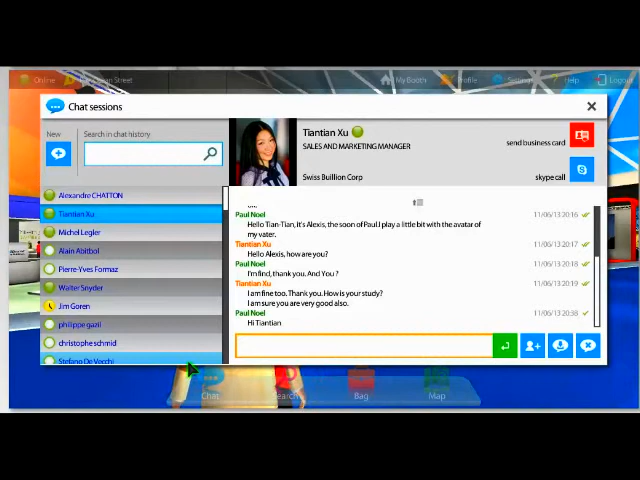 Online
Street
My Booth
Profile
Settings
Help
Logout
Chat sessions
New
Search in chat history
Tiantian Xu
SALES AND MARKETING MANAGER
Swiss Buillion Corp
send business card
skype call
Alexandre CHATTON
Tiantian Xu
Michel Legler
Alain Abitbol
Pierre-Yves Formaz
Walter Snyder
Jim Goren
philippe gazil
christophe schmid
Stefano De Vecchi
ok.
Paul Noel 11/06/13 20:16
Hello Tian-Tian, it's Alexis, the soon of Paul.I play a little bit with the avatar of
my vater.
Tiantian Xu 11/06/13 20:17
Hello Alexis, how are you?
Paul Noel 11/06/13 20:18
I'm find, thank you. And You ?
Tiantian Xu 11/06/13 20:19
I am fine too. Thank you. How is your study?
I am sure you are very good also.
Paul Noel 11/06/13 20:38
Hi Tiantian
Chat
Search
Bag
Map